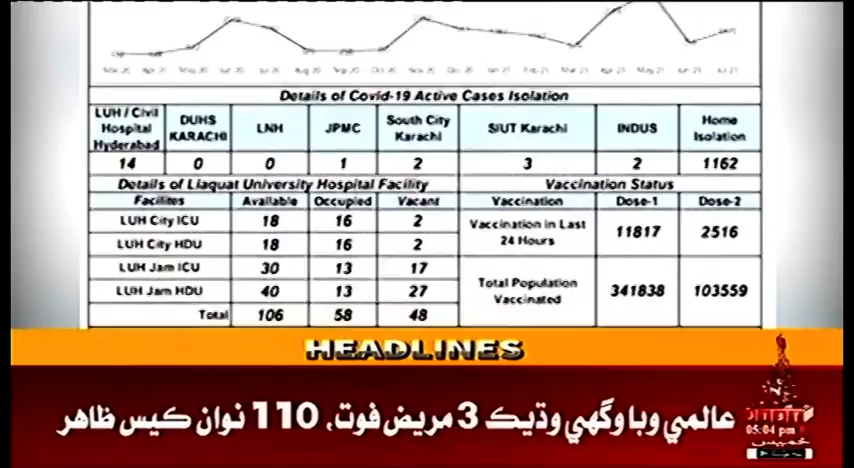 Details of Covid-19 Active Cases Isolation
LUH / Civil Hospital Hyderabad DUHS KARACHI LNH JPMC South City Karachi SIUT Karachi INDUS Home Isolation
14 0 0 1 2 3 2 1162
Details of Liaquat University Hospital Facility Vaccination Status
Facilites Available Occupied Vacant Vaccination Dose-1 Dose-2
LUH City ICU 18 16 2 Vaccination in Last 24 Hours 11817 2516
LUH City HDU 18 16 2
LUH Jam ICU 30 13 17 Total Population Vaccinated 341838 103559
LUH Jam HDU 40 13 27
Total 106 58 48
HEADLINES
عالمي وبا وگهي وڌيڪ 3 مريض فوت، 110 نوان ڪيس ظاهر
05:04 pm
خميس